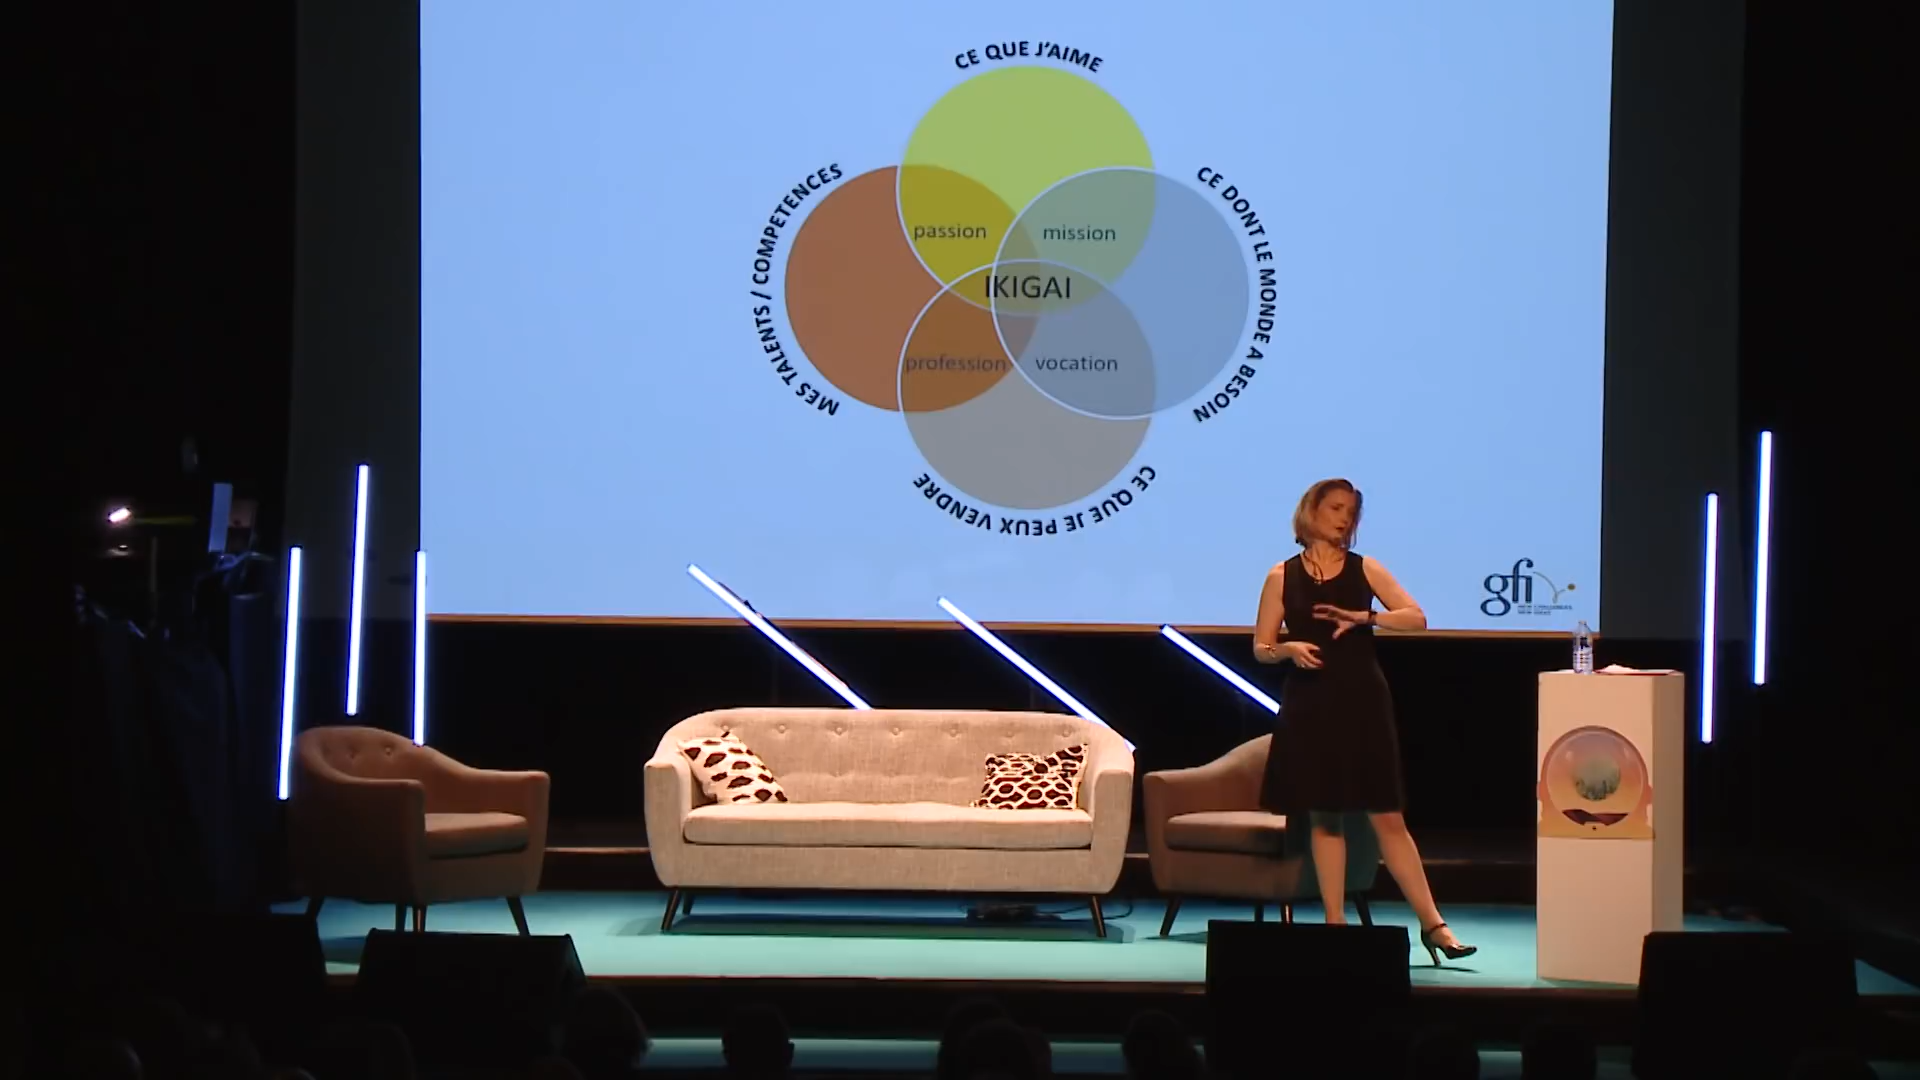 CE QUE J'AIME
MES TALENTS / COMPETENCES
CE DONT LE MONDE A BESOIN
passion
mission
IKIGAI
profession
vocation
CE QUE JE PEUX VENDRE
gfi